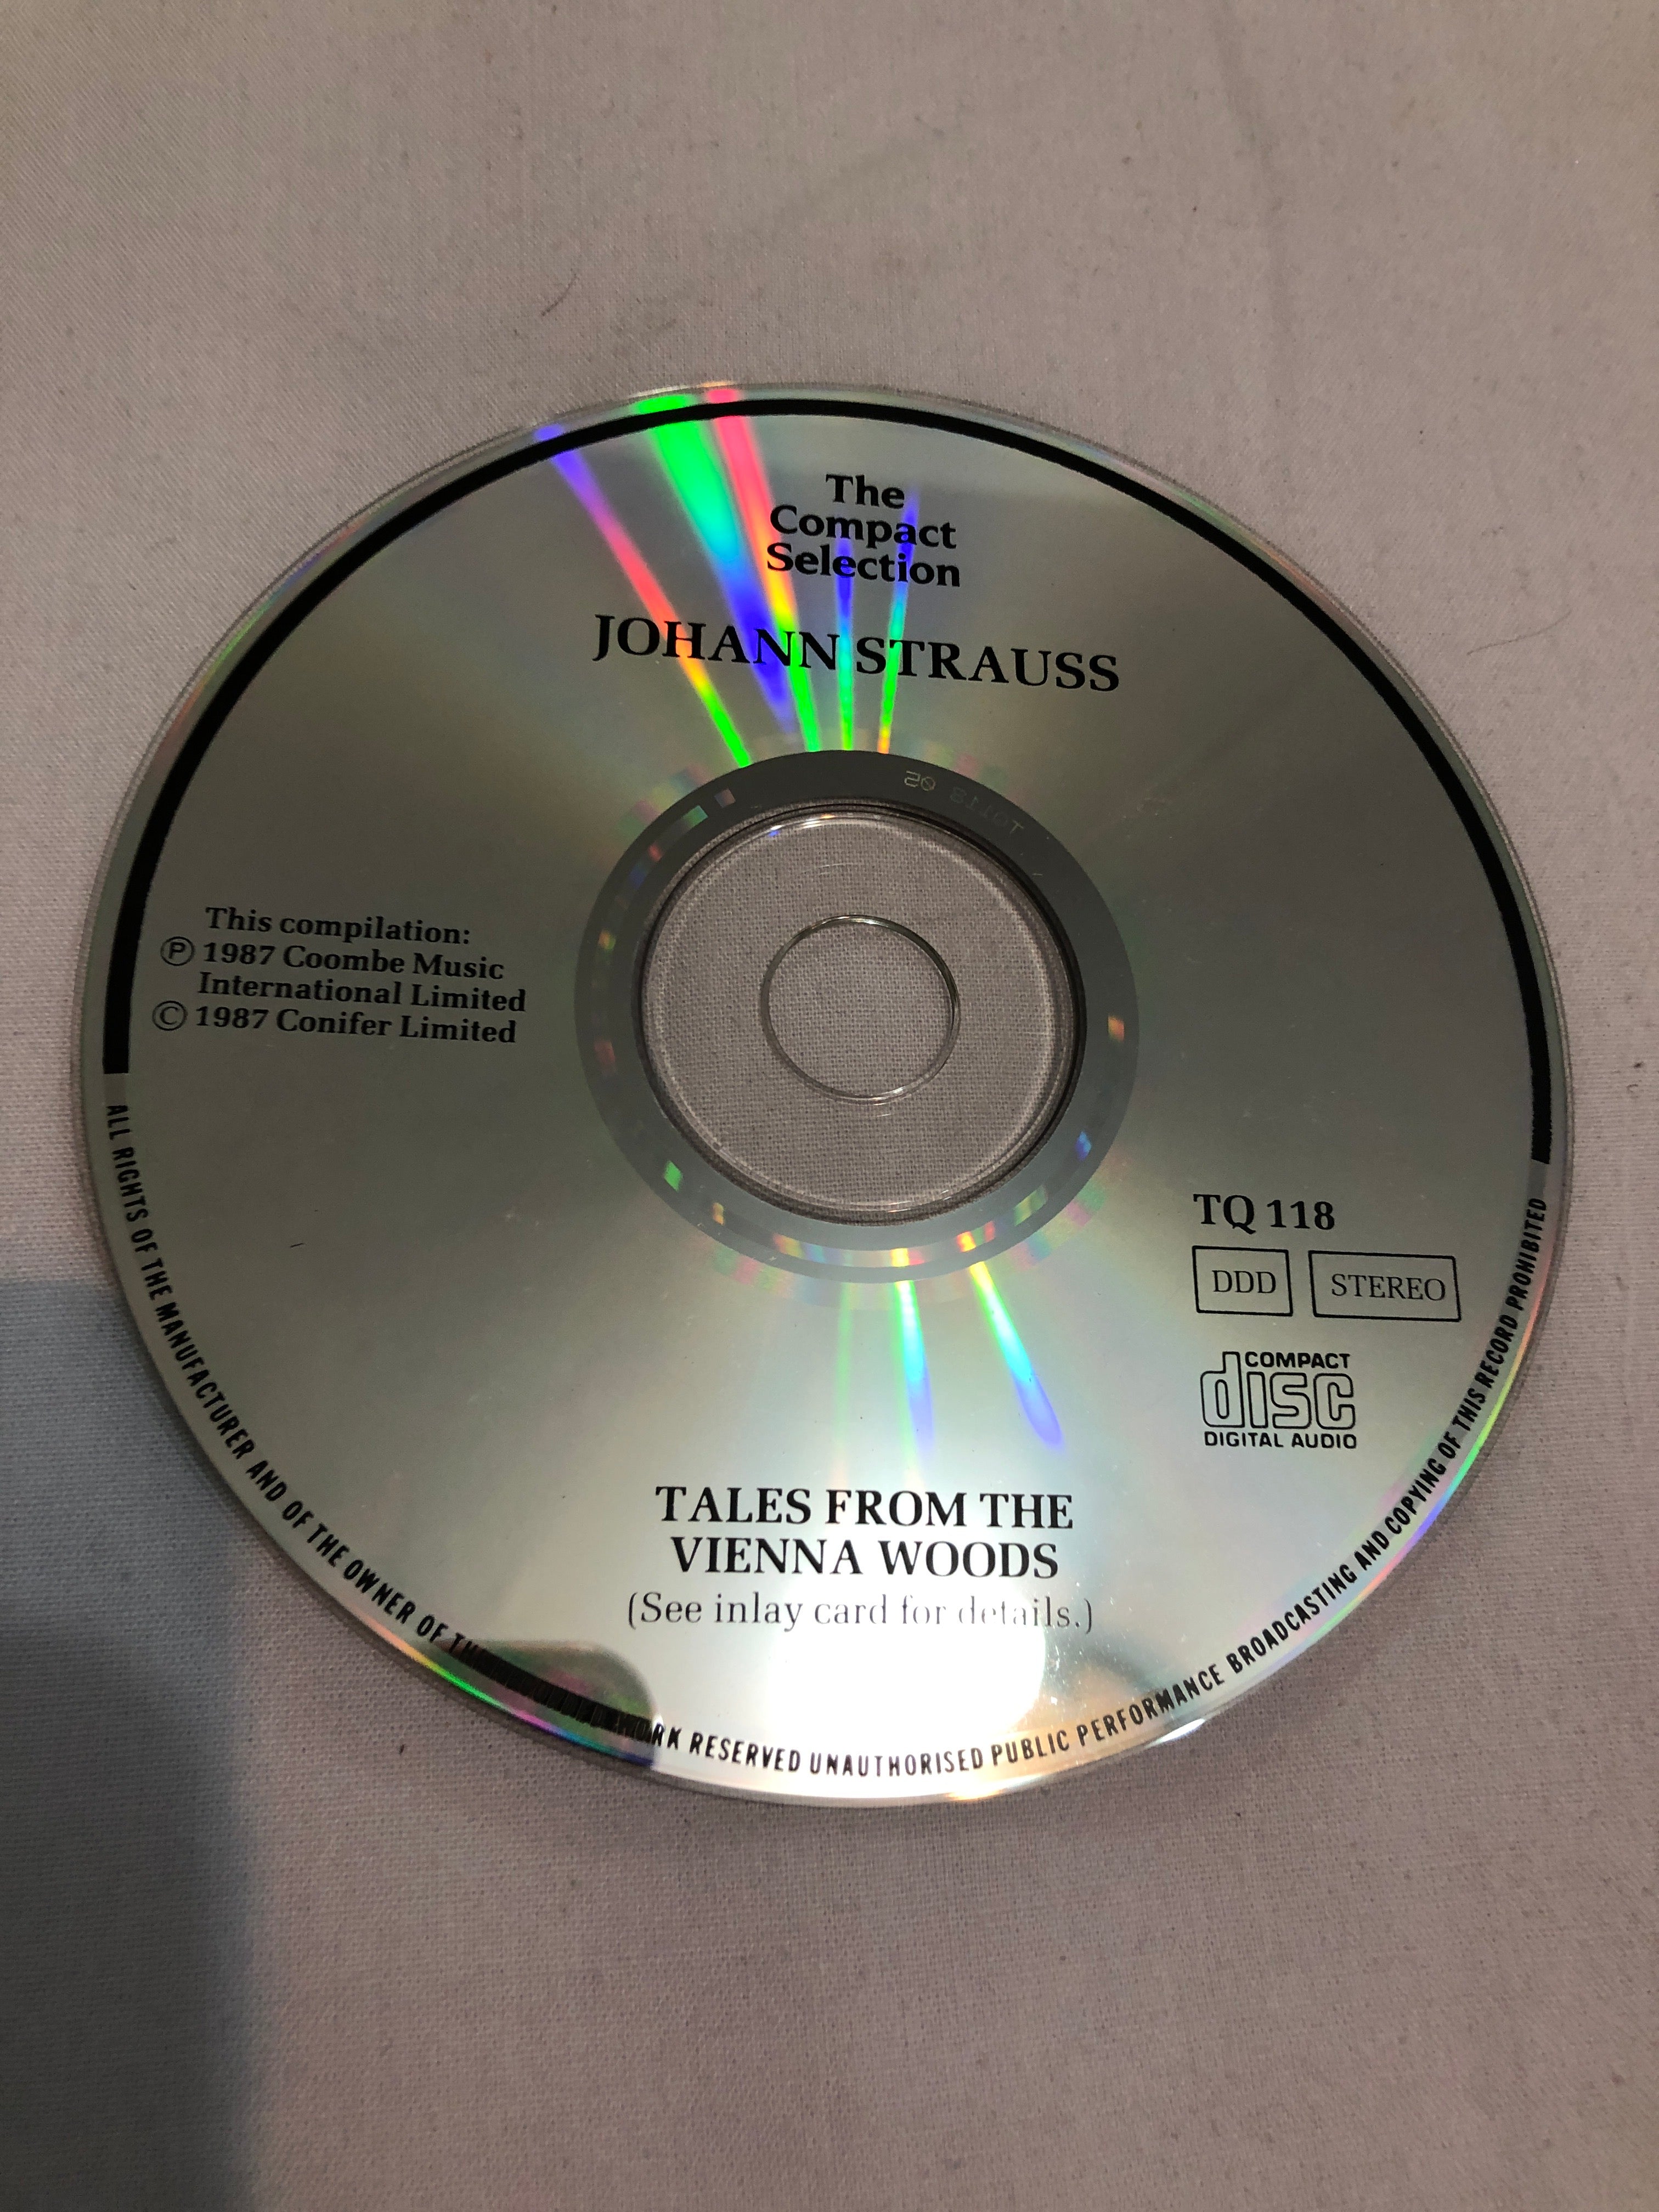 The
Compact
Selection
JOHANN STRAUSS
This compilation:
Ⓟ 1987 Coombe Music
International Limited
© 1987 Conifer Limited
TQ 118
DDD STEREO
COMPACT
disc
DIGITAL AUDIO
TALES FROM THE
VIENNA WOODS
(See inlay card for details.)
ALL RIGHTS OF THE MANUFACTURER AND OF THE OWNER OF THE RESERVED UNAUTHORISED PUBLIC PERFORMANCE BROADCASTING AND COPYING OF THIS RECORD PROHIBITED